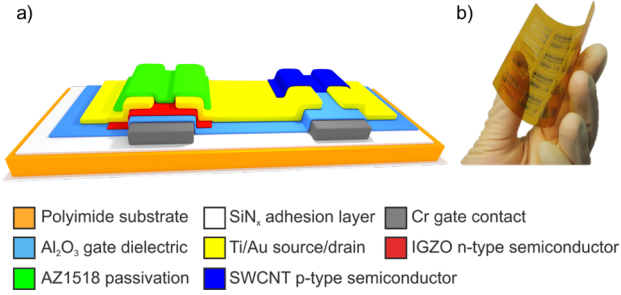 a)
b)
Polyimide substrate
SiNx adhesion layer
Cr gate contact
Al2O3 gate dielectric
Ti/Au source/drain
IGZO n-type semiconductor
AZ1518 passivation
SWCNT p-type semiconductor